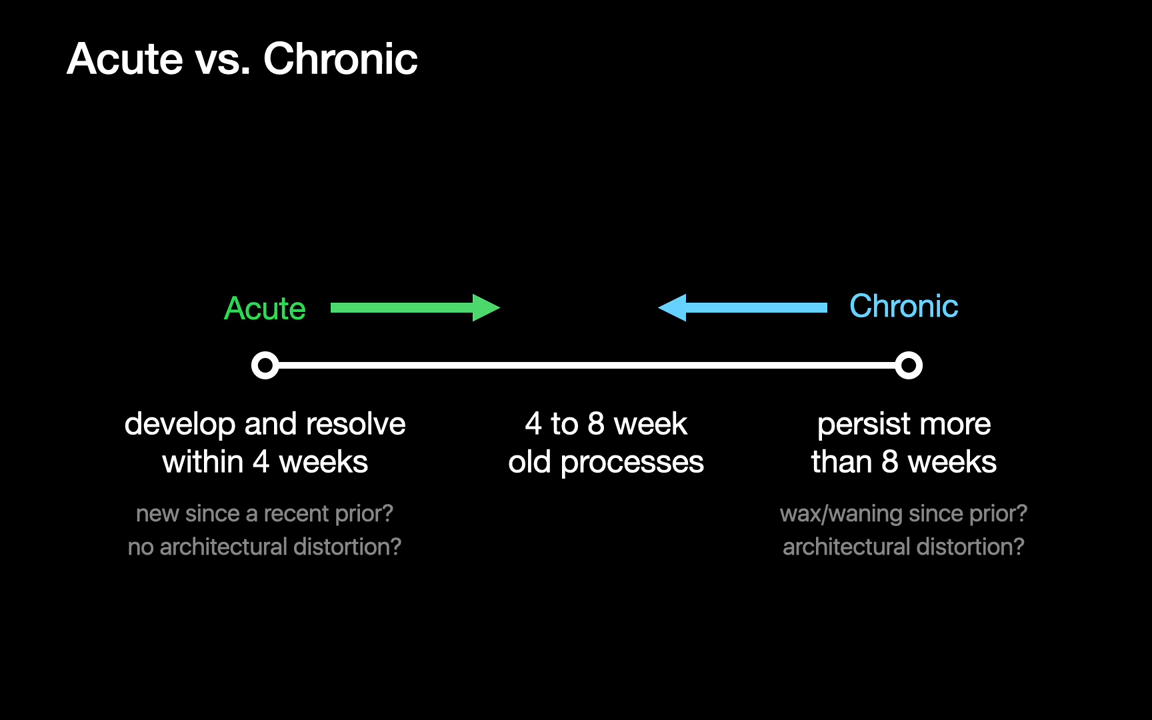 Acute vs. Chronic
Acute
Chronic
develop and resolve
within 4 weeks
4 to 8 week
old processes
persist more
than 8 weeks
new since a recent prior?
no architectural distortion?
wax/waning since prior?
architectural distortion?